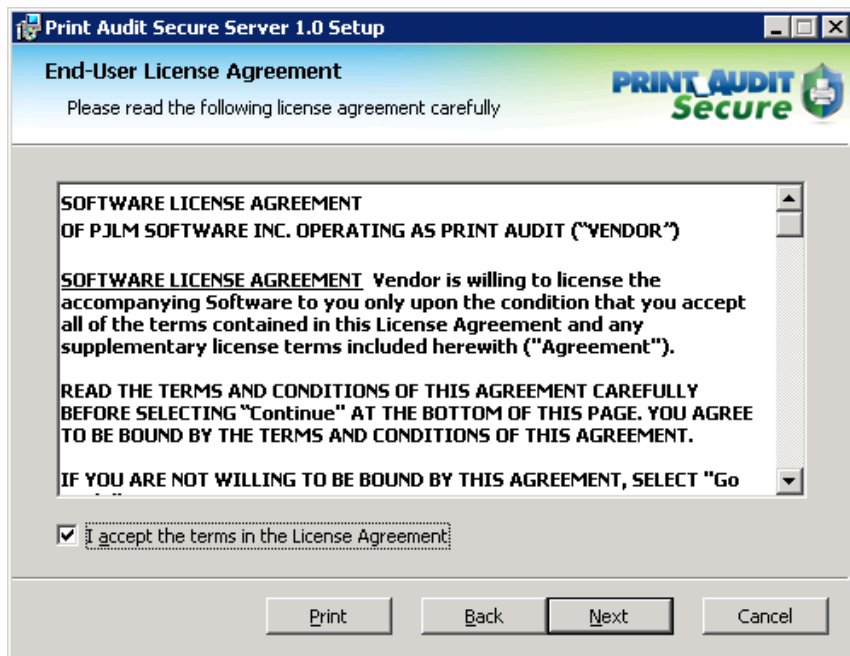 Print Audit Secure Server 1.0 Setup
End-User License Agreement
Please read the following license agreement carefully
PRINT AUDIT
Secure
SOFTWARE LICENSE AGREEMENT
OF PJLM SOFTWARE INC. OPERATING AS PRINT AUDIT ("VENDOR")
SOFTWARE LICENSE AGREEMENT Vendor is willing to license the
accompanying Software to you only upon the condition that you accept
all of the terms contained in this License Agreement and any
supplementary license terms included herewith ("Agreement").
READ THE TERMS AND CONDITIONS OF THIS AGREEMENT CAREFULLY
BEFORE SELECTING "Continue" AT THE BOTTOM OF THIS PAGE. YOU AGREE
TO BE BOUND BY THE TERMS AND CONDITIONS OF THIS AGREEMENT.
IF YOU ARE NOT WILLING TO BE BOUND BY THIS AGREEMENT, SELECT "Go
I accept the terms in the License Agreement
Print Back Next Cancel